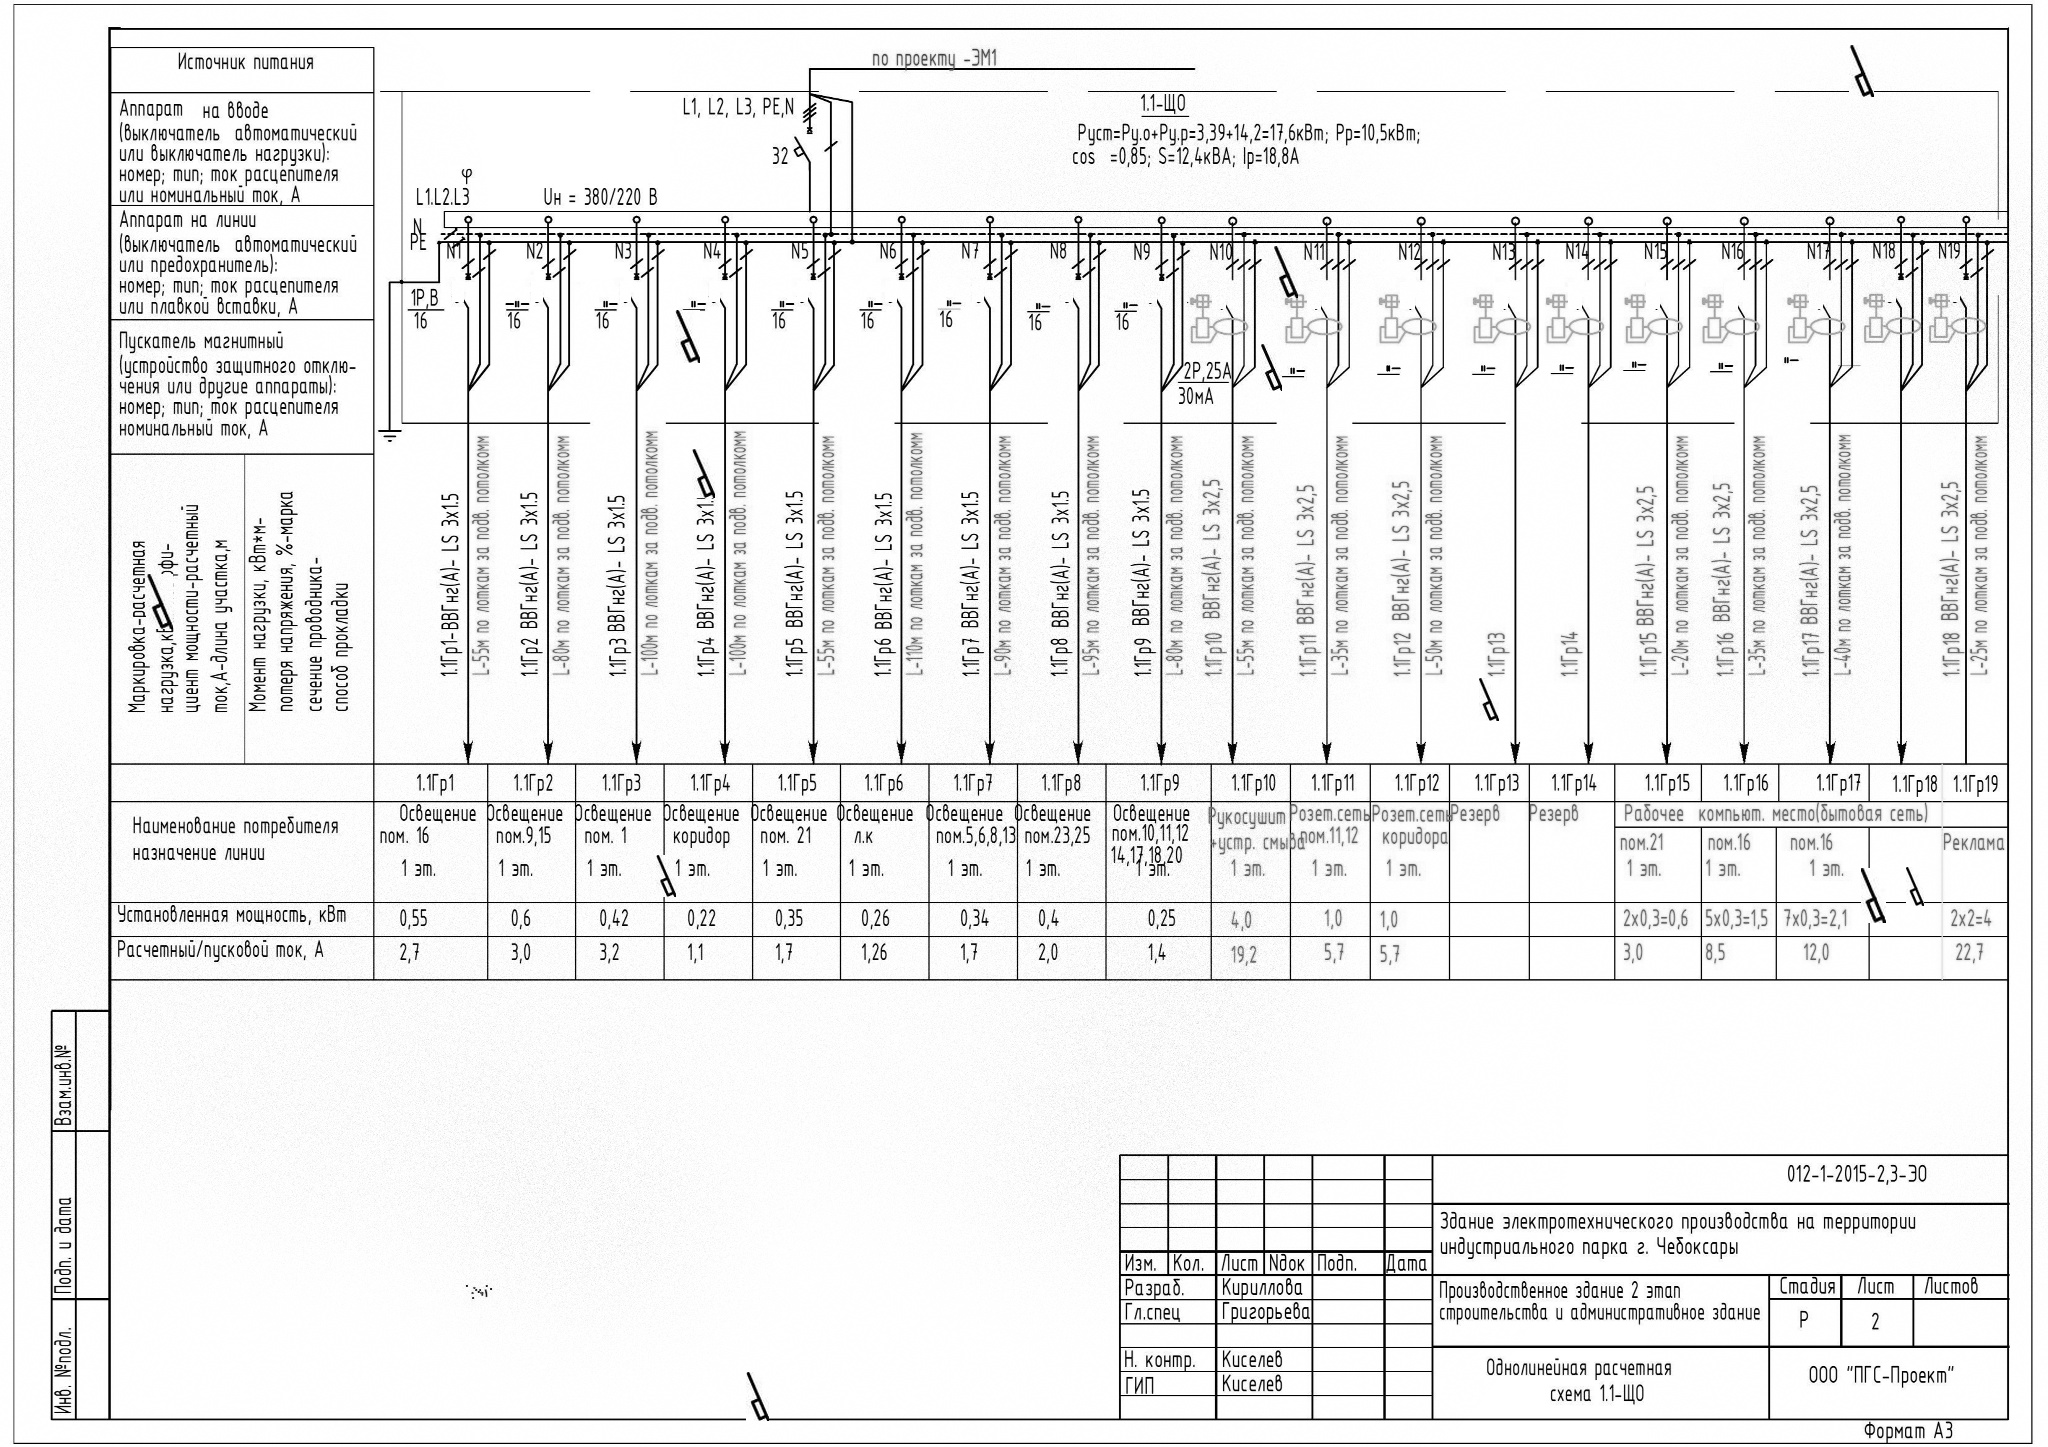 Источник питания
Аппарат на вводе
(выключатель автоматический
или выключатель нагрузки):
номер; тип; ток расцепителя
или номинальный ток, А
Аппарат на линии
(выключатель автоматический
или предохранитель):
номер; тип; ток расцепителя
или плавкой вставки, А
Пускатель магнитный
(устройство защитного отклю-
чения или другие аппараты):
номер; тип; ток расцепителя
номинальный ток, А
Маркировка-расчетная
нагрузка,
циент мощности-расчетный
ток,А-длина участка,м
Момент нагрузки, кВт*м-
потеря напряжения, %-марка
сечение проводника-
способ прокладки
по проекту -ЭМ1
L1, L2, L3, PE,N
32
1.1-ЩО
Руст=Ру.о+Ру.р=3,39+14,2=17,6кВт; Рр=10,5кВт;
cos =0,85; S=12,4кВА; Iр=18,8А
φ
L1.L2.L3
Uн = 380/220 В
N
PE
N1 N2 N3 N4 N5 N6 N7 N8 N9 N10 N11 N12 N13 N14 N15 N16 N17 N18 N19
1Р,В
16
-"- 16
-"- 16
-"-
-"- 16
-"- 16
-"- 16
-"- 16
-"- 16
2Р,25А
30мА
-"- -"- -"- -"- -"- -"- -"-
1.1Гр1-ВВГнг(А)- LS 3х1.5
L-55м по лоткам за подв. потолкомм
1.1Гр2 ВВГнг(А)- LS 3х1.5
L-80м по лоткам за подв. потолкомм
1.1Гр3 ВВГнг(А)- LS 3х1.5
L-100м по лоткам за подв. потолкомм
1.1Гр4 ВВГнг(А)- LS 3х1.5
L-100м по лоткам за подв. потолкомм
1.1Гр5 ВВГнг(А)- LS 3х1.5
L-55м по лоткам за подв. потолкомм
1.1Гр6 ВВГнг(А)- LS 3х1.5
L-110м по лоткам за подв. потолкомм
1.1Гр7 ВВГнг(А)- LS 3х1.5
L-90м по лоткам за подв. потолкомм
1.1Гр8 ВВГнг(А)- LS 3х1.5
L-95м по лоткам за подв. потолкомм
1.1Гр9 ВВГнг(А)- LS 3х1.5
L-80м по лоткам за подв. потолкомм
1.1Гр10 ВВГнг(А)- LS 3х2,5
L-55м по лоткам за подв. потолкомм
1.1Гр11 ВВГнг(А)- LS 3х2,5
L-35м по лоткам за подв. потолкомм
1.1Гр12 ВВГнг(А)- LS 3х2,5
L-50м по лоткам за подв. потолкомм
1.1Гр13
1.1Гр14
1.1Гр15 ВВГнг(А)- LS 3х2,5
L-20м по лоткам за подв. потолкомм
1.1Гр16 ВВГнг(А)- LS 3х2,5
L-35м по лоткам за подв. потолкомм
1.1Гр17 ВВГнг(А)- LS 3х2,5
L-40м по лоткам за подв. потолкомм
1.1Гр18 ВВГнг(А)- LS 3х2,5
L-25м по лоткам за подв. потолкомм
1.1Гр1 1.1Гр2 1.1Гр3 1.1Гр4 1.1Гр5 1.1Гр6 1.1Гр7 1.1Гр8 1.1Гр9 1.1Гр10 1.1Гр11 1.1Гр12 1.1Гр13 1.1Гр14 1.1Гр15 1.1Гр16 1.1Гр17 1.1Гр18 1.1Гр19
Наименование потребителя
назначение линии
Освещение
пом. 16
1 эт.
Освещение
пом.9,15
1 эт.
Освещение
пом. 1
1 эт.
Освещение
коридор
1 эт.
Освещение
пом. 21
1 эт.
Освещение
л.к
1 эт.
Освещение
пом.5,6,8,13
1 эт.
Освещение
пом.23,25
1 эт.
Освещение
пом.10,11,12
14,17,18,20
1 эт.
Рукосушит
+устр. смыва
1 эт.
Розет.сеть
пом.11,12
1 эт.
Розет.сеть
коридора
1 эт.
Резерв
Резерв
Рабочее компьют. место(бытовая сеть)
пом.21
1 эт.
пом.16
1 эт.
пом.16
1 эт.
Реклама
Установленная мощность, кВт 0,55 0,6 0,42 0,22 0,35 0,26 0,34 0,4 0,25 4,0 1,0 1,0 2х0,3=0,6 5х0,3=1,5 7х0,3=2,1 2х2=4
Расчетный/пусковой ток, А 2,7 3,0 3,2 1,1 1,7 1,26 1,7 2,0 1,4 19,2 5,7 5,7 3,0 8,5 12,0 22,7
Взам.инв.№
Подп. и дата
Инв. №подл.
012-1-2015-2,3-ЭО
Здание электротехнического производства на территории
индустриального парка г. Чебоксары
Изм. Кол. Лист Nдок Подп. Дата
Разраб. Кириллова
Гл.спец Григорьева
Н. контр. Киселев
ГИП Киселев
Производственное здание 2 этап
строительства и административное здание
Стадия Лист Листов
Р 2
Однолинейная расчетная
схема 1.1-ЩО
ООО "ПГС-Проект"
Формат А3